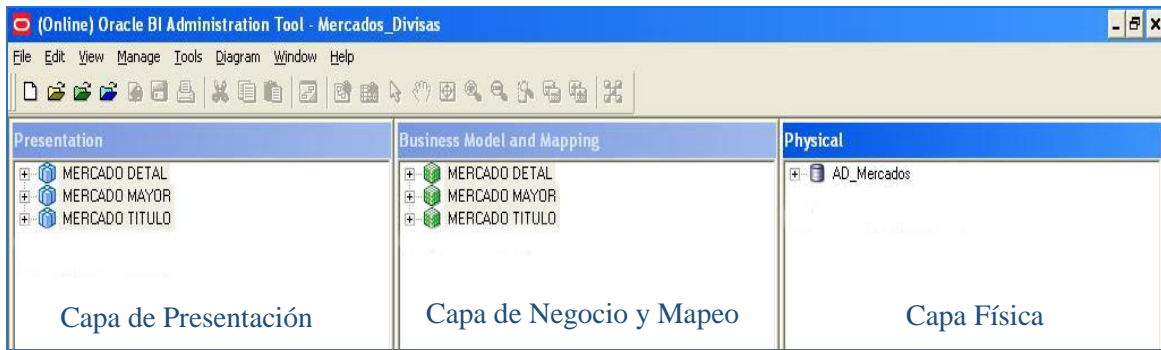 (Online) Oracle BI Administration Tool - Mercados_Divisas
File Edit View Manage Tools Diagram Window Help
Presentation
MERCADO DETAL
MERCADO MAYOR
MERCADO TITULO
Capa de Presentación
Business Model and Mapping
MERCADO DETAL
MERCADO MAYOR
MERCADO TITULO
Capa de Negocio y Mapeo
Physical
AD_Mercados
Capa Física